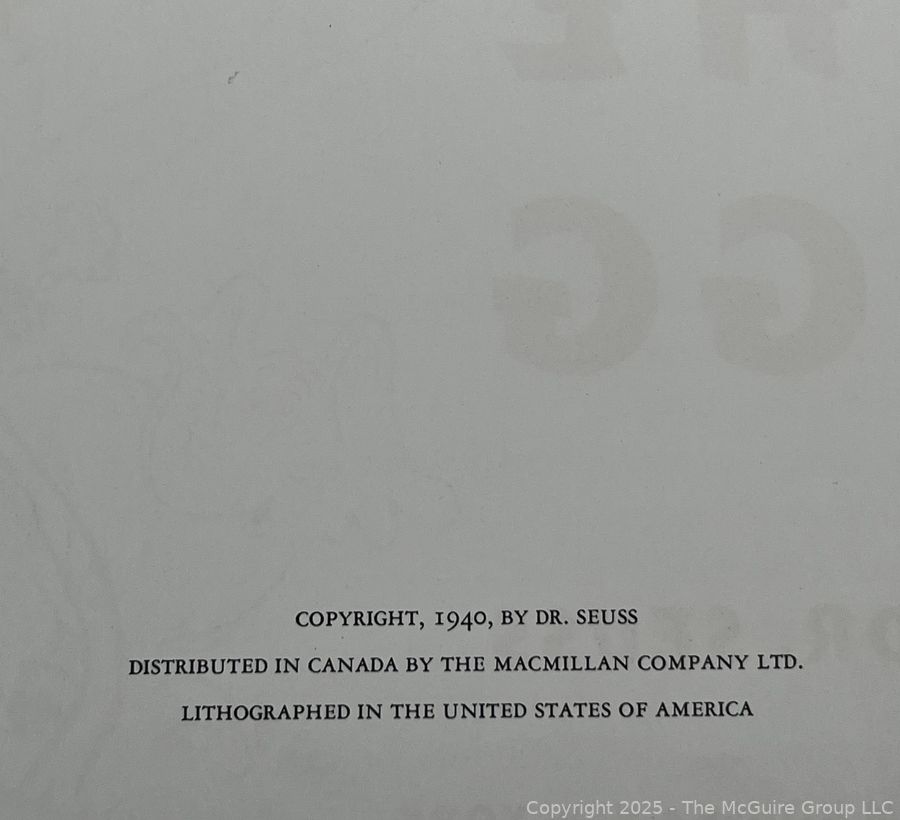 COPYRIGHT, 1940, BY DR. SEUSS
DISTRIBUTED IN CANADA BY THE MACMILLAN COMPANY LTD.
LITHOGRAPHED IN THE UNITED STATES OF AMERICA
Copyright 2025 - The McGuire Group LLC